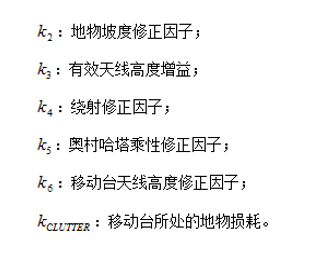 k₂：地物坡度修正因子；
k₃：有效天线高度增益；
k₄：绕射修正因子；
k₅：奥村哈塔乘性修正因子；
k₆：移动台天线高度修正因子；
k_CLUTTER：移动台所处的地物损耗。